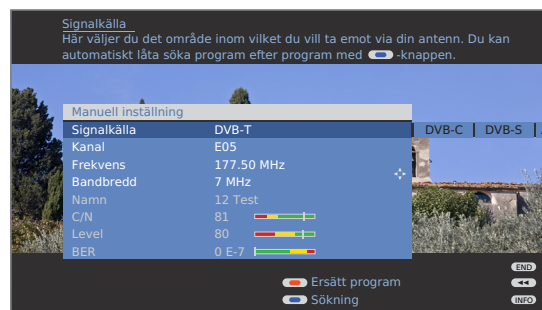 Signalkälla
Här väljer du det område inom vilket du vill ta emot via din antenn. Du kan
automatiskt låta söka program efter program med -knappen.
Manuell inställning
Signalkälla DVB-T DVB-C DVB-S
Kanal E05
Frekvens 177.50 MHz
Bandbredd 7 MHz
Namn 12 Test
C/N 81
Level 80
BER 0 E-7
END
Ersätt program
Sökning INFO